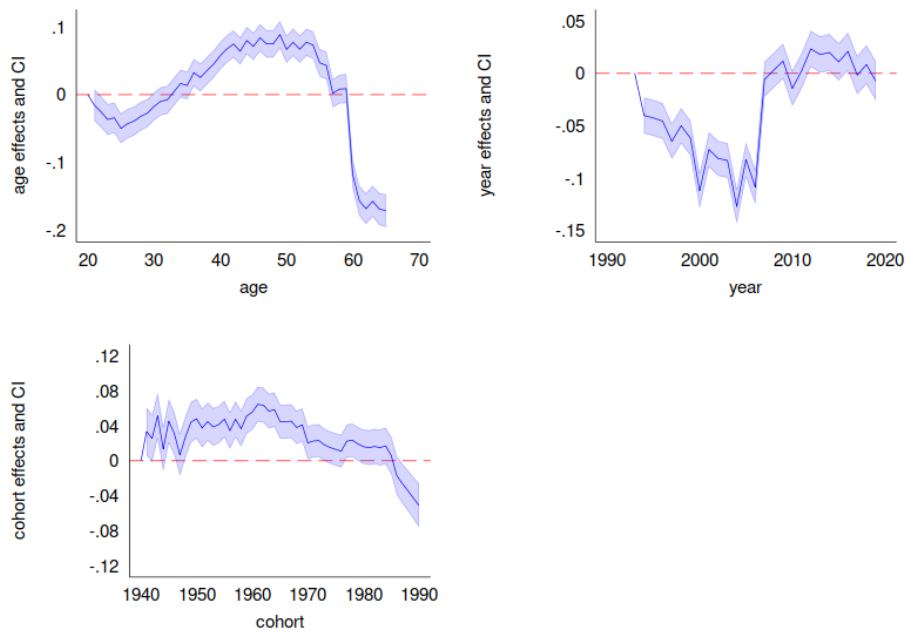 age effects and CI
.1
0
-.1
-.2
20 30 40 50 60 70
age
year effects and CI
.05
0
-.05
-.1
-.15
1990 2000 2010 2020
year
cohort effects and CI
.12
.08
.04
0
-.04
-.08
-.12
1940 1950 1960 1970 1980 1990
cohort